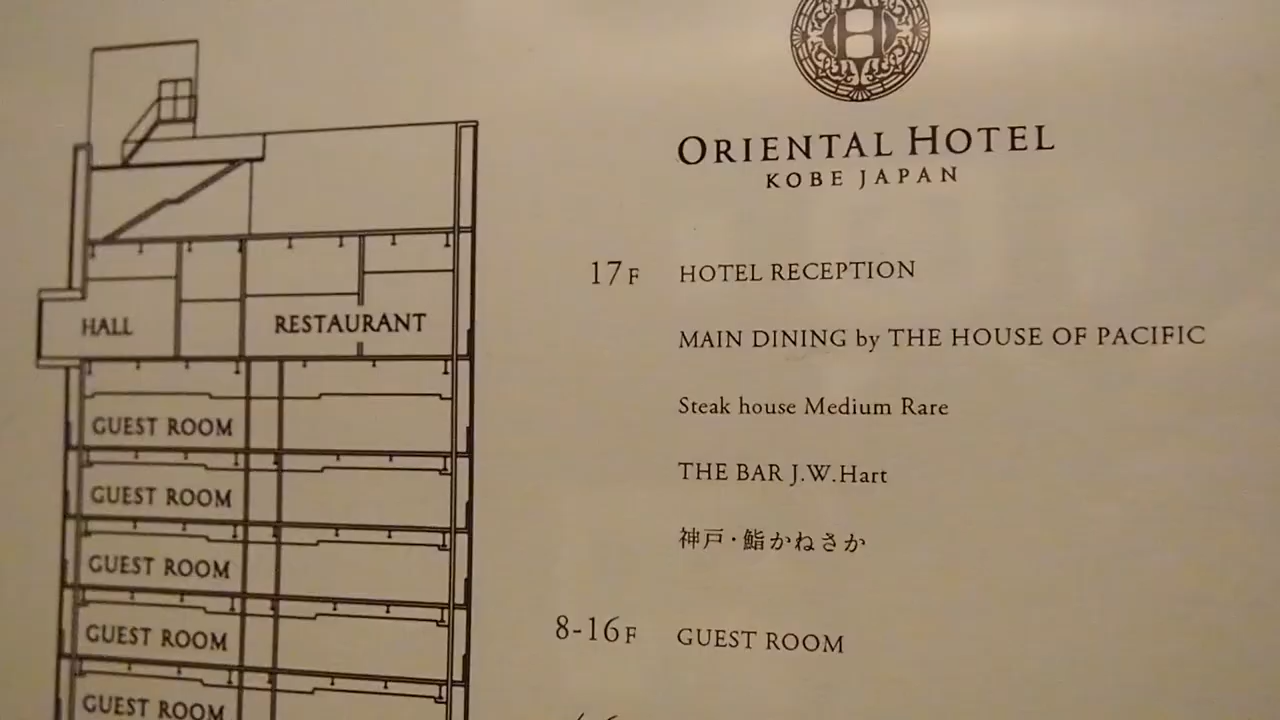 ORIENTAL HOTEL
KOBE JAPAN
17F HOTEL RECEPTION
MAIN DINING by THE HOUSE OF PACIFIC
Steak house Medium Rare
THE BAR J.W.Hart
神戸・鮨かねさか
8-16F GUEST ROOM
HALL
RESTAURANT
GUEST ROOM
GUEST ROOM
GUEST ROOM
GUEST ROOM
GUEST ROOM